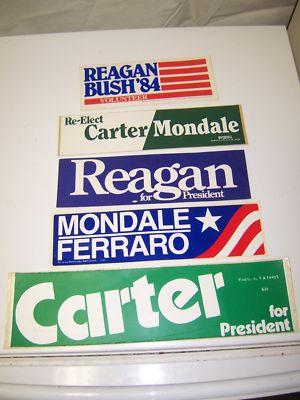 REAGAN
BUSH '84
VOLUNTEER
Re-Elect
Carter Mondale
Reagan
for President
MONDALE
FERRARO
Carter
for
President